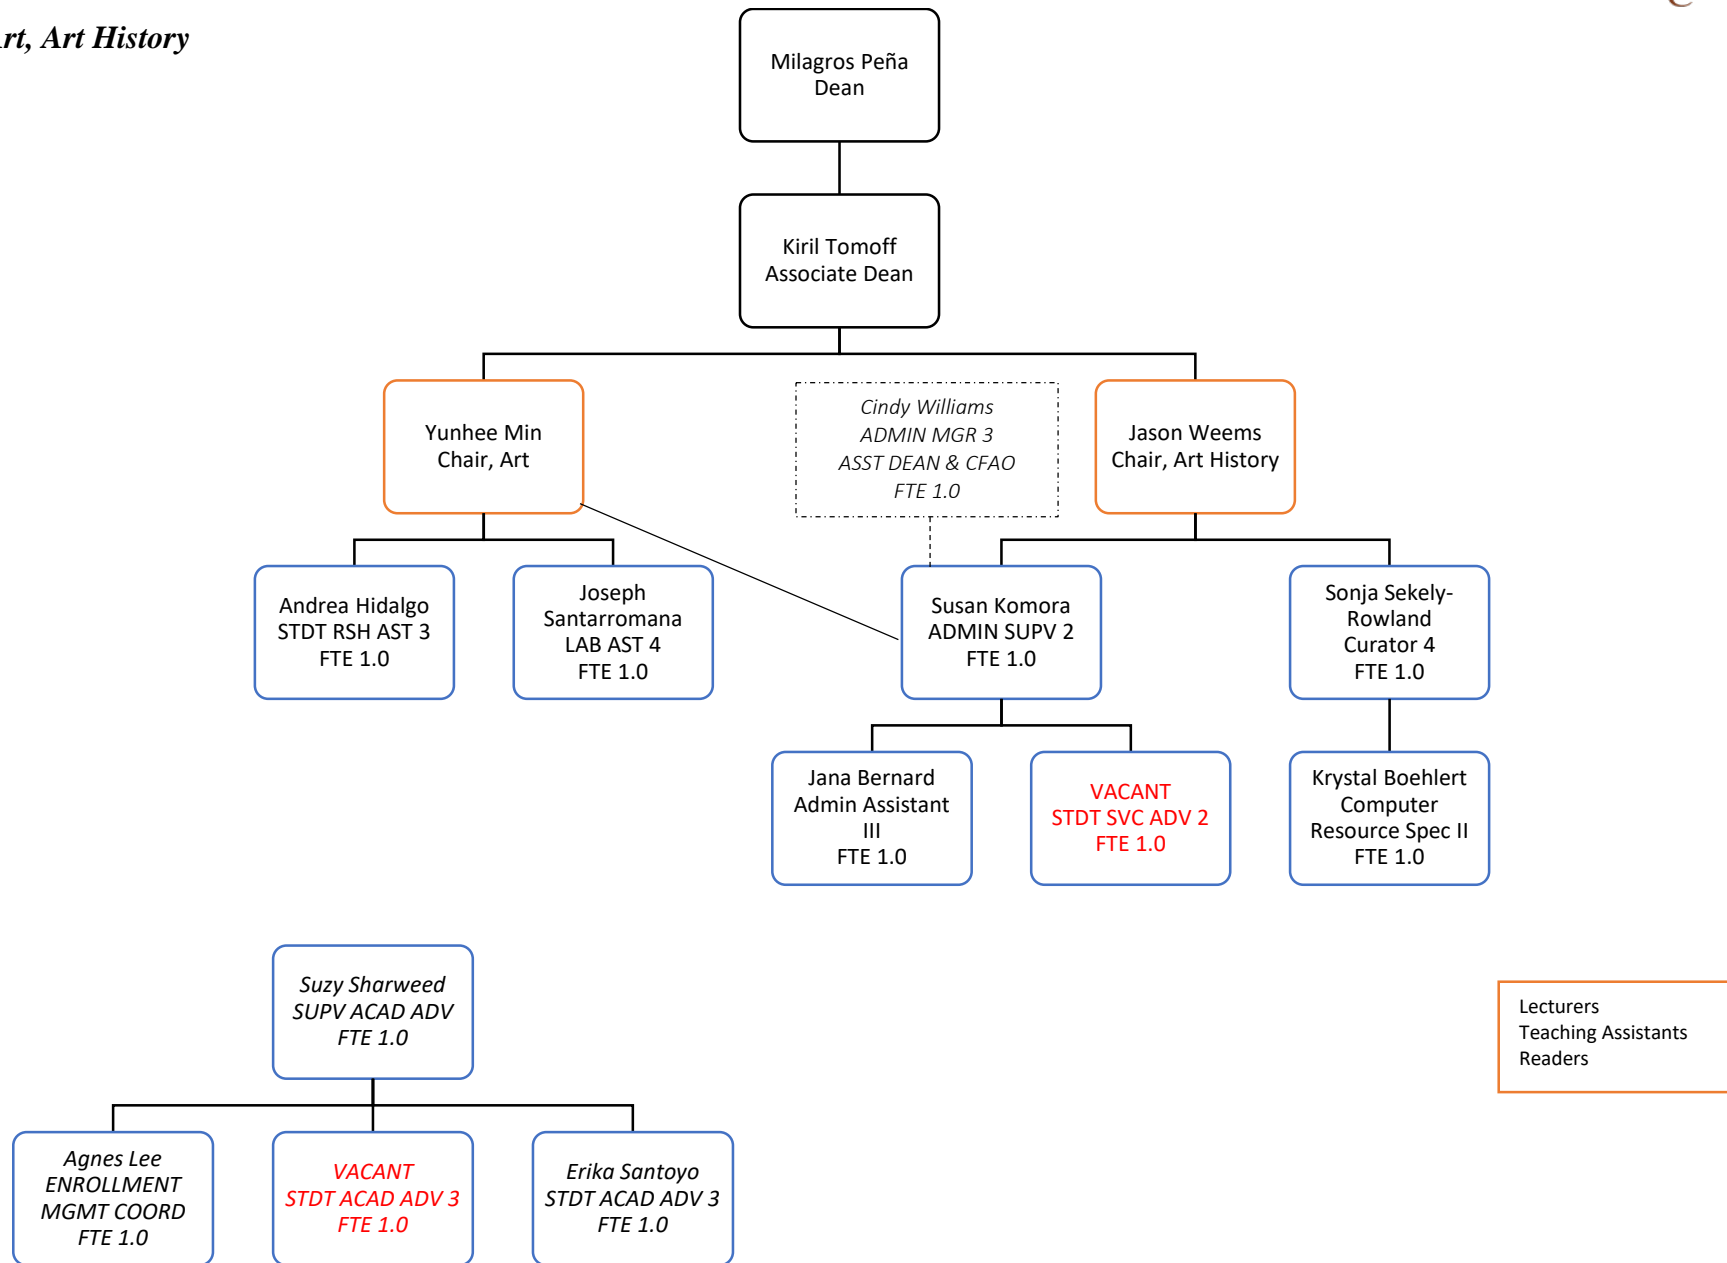 rt, Art History
Milagros Peña
Dean
Kiril Tomoff
Associate Dean
Yunhee Min
Chair, Art
Cindy Williams
ADMIN MGR 3
ASST DEAN & CFAO
FTE 1.0
Jason Weems
Chair, Art History
Andrea Hidalgo
STDT RSH AST 3
FTE 1.0
Joseph
Santarromana
LAB AST 4
FTE 1.0
Susan Komora
ADMIN SUPV 2
FTE 1.0
Sonja Sekely-
Rowland
Curator 4
FTE 1.0
Jana Bernard
Admin Assistant
III
FTE 1.0
VACANT
STDT SVC ADV 2
FTE 1.0
Krystal Boehlert
Computer
Resource Spec II
FTE 1.0
Suzy Sharweed
SUPV ACAD ADV
FTE 1.0
Lecturers
Teaching Assistants
Readers
Agnes Lee
ENROLLMENT
MGMT COORD
FTE 1.0
VACANT
STDT ACAD ADV 3
FTE 1.0
Erika Santoyo
STDT ACAD ADV 3
FTE 1.0